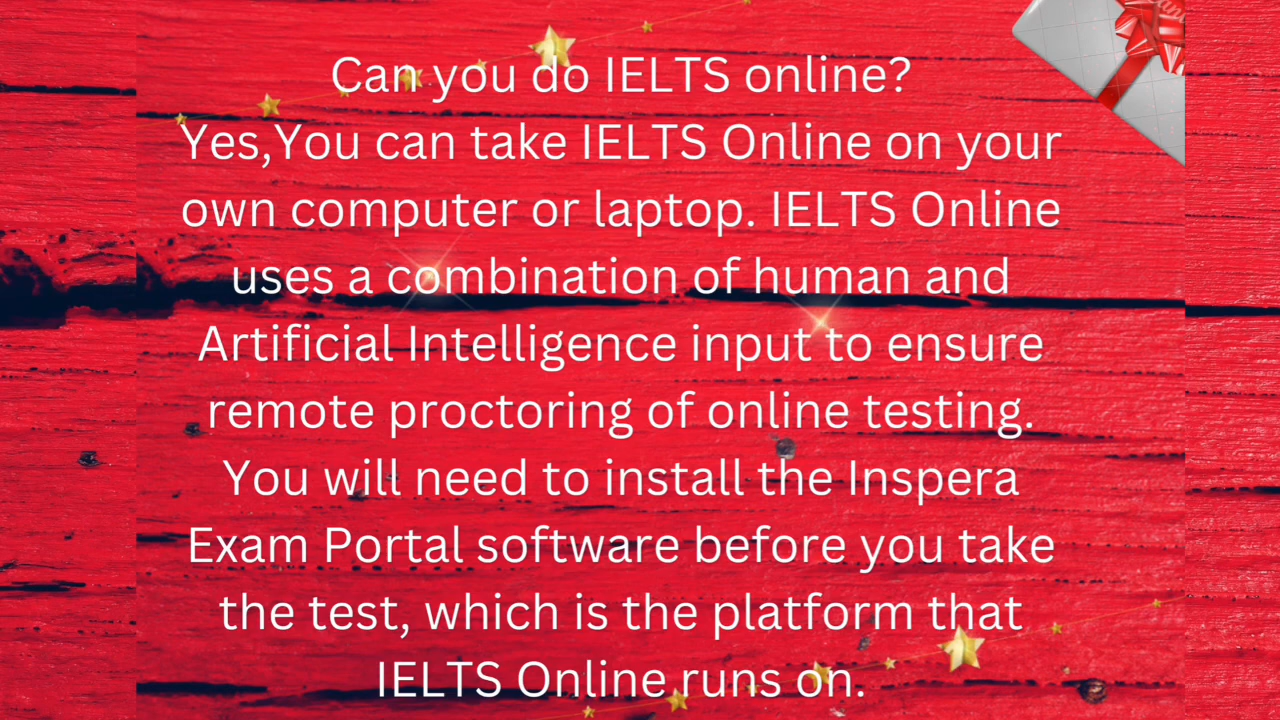 Can you do IELTS online?
Yes,You can take IELTS Online on your
own computer or laptop. IELTS Online
uses a combination of human and
Artificial Intelligence input to ensure
remote proctoring of online testing.
You will need to install the Inspera
Exam Portal software before you take
the test, which is the platform that
IELTS Online runs on.